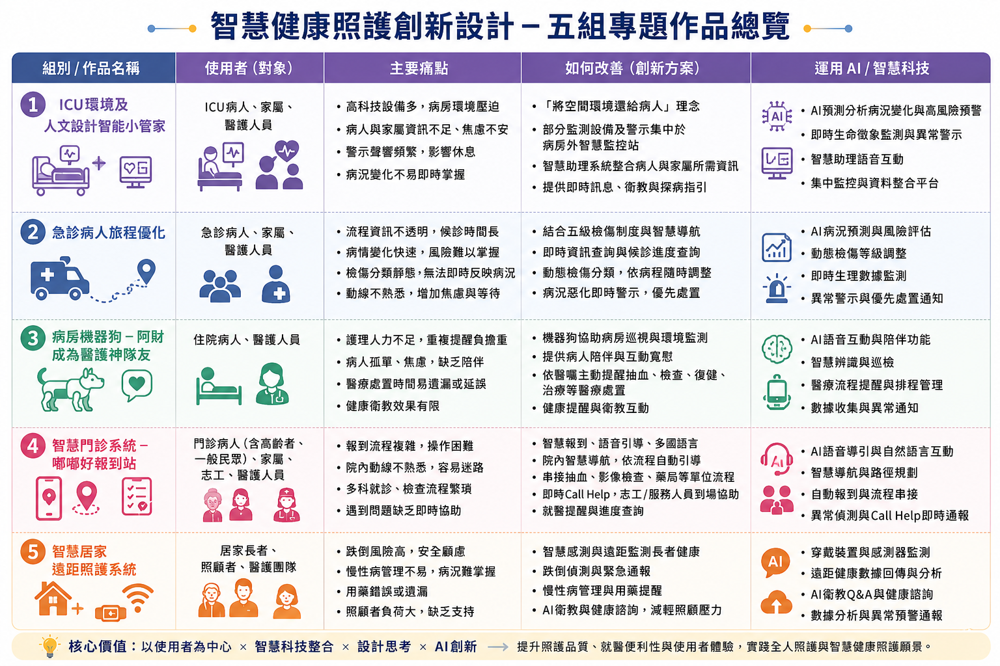 智慧健康照護創新設計 – 五組專題作品總覽
組別 / 作品名稱
使用者（對象）
主要痛點
如何改善（創新方案）
運用 AI / 智慧科技
1
ICU環境及
人文設計智能小管家
ICU病人、家屬、
醫護人員
• 高科技設備多，病房環境壓迫
• 病人與家屬資訊不足、焦慮不安
• 警示聲響頻繁，影響休息
• 病況變化不易即時掌握
• 「將空間環境還給病人」理念
• 部分監測設備及警示集中於
病房外智慧監控站
• 智慧助理系統整合病人與家屬所需資訊
• 提供即時訊息、衛教與探病指引
AI
• AI預測分析病況變化與高風險預警
• 即時生命徵象監測與異常警示
• 智慧助理語音互動
• 集中監控與資料整合平台
2
急診病人旅程優化
急診病人、家屬、
醫護人員
• 流程資訊不透明，候診時間長
• 病情變化快速，風險難以掌握
• 檢傷分類靜態，無法即時反映病況
• 動線不熟悉，增加焦慮與等待
• 結合五級檢傷制度與智慧導航
• 即時資訊查詢與候診進度查詢
• 動態檢傷分類，依病程隨時調整
• 病況惡化即時警示，優先處置
• AI病況預測與風險評估
• 動態檢傷等級調整
• 即時生理數據監測
• 異常警示與優先處置通知
3
病房機器狗 – 阿財
成為醫護神隊友
住院病人、醫護人員
• 護理人力不足，重複提醒負擔重
• 病人孤單、焦慮，缺乏陪伴
• 醫療處置時間易遺漏或延誤
• 健康衛教效果有限
• 機器狗協助病房巡視與環境監測
• 提供病人陪伴與互動寬慰
• 依醫囑主動提醒抽血、檢查、復健、
治療等醫療處置
• 健康提醒與衛教互動
• AI語音互動與陪伴功能
• 智慧辨識與巡檢
• 醫療流程提醒與排程管理
• 數據收集與異常通知
4
智慧門診系統 –
嘟嘟好報到站
門診病人（含高齡者、
一般民眾）、家屬、
志工、醫護人員
• 報到流程複雜，操作困難
• 院內動線不熟悉，容易迷路
• 多科就診、檢查流程繁瑣
• 遇到問題缺乏即時協助
• 智慧報到、語音引導、多國語言
• 院內智慧導航，依流程自動引導
• 串接抽血、影像檢查、藥局等單位流程
• 即時Call Help，志工/服務人員到場協助
• 就醫提醒與進度查詢
AI
• AI語音導引與自然語言互動
• 智慧導航與路徑規劃
• 自動報到與流程串接
• 異常偵測與Call Help即時通報
5
智慧居家
遠距照護系統
居家長者、
照顧者、醫護團隊
• 跌倒風險高，安全顧慮
• 慢性病管理不易，病況難掌握
• 用藥錯誤或遺漏
• 照顧者負荷大，缺乏支持
• 智慧感測與遠距監測長者健康
• 跌倒偵測與緊急通報
• 慢性病管理與用藥提醒
• AI衛教與健康諮詢，減輕照顧壓力
AI
• 穿戴裝置與感測器監測
• 遠距健康數據回傳與分析
• AI衛教Q&A與健康諮詢
• 數據分析與異常預警通報
核心價值：以使用者為中心 × 智慧科技整合 × 設計思考 × AI創新 → 提升照護品質、就醫便利性與使用者體驗，實踐全人照護與智慧健康照護願景。